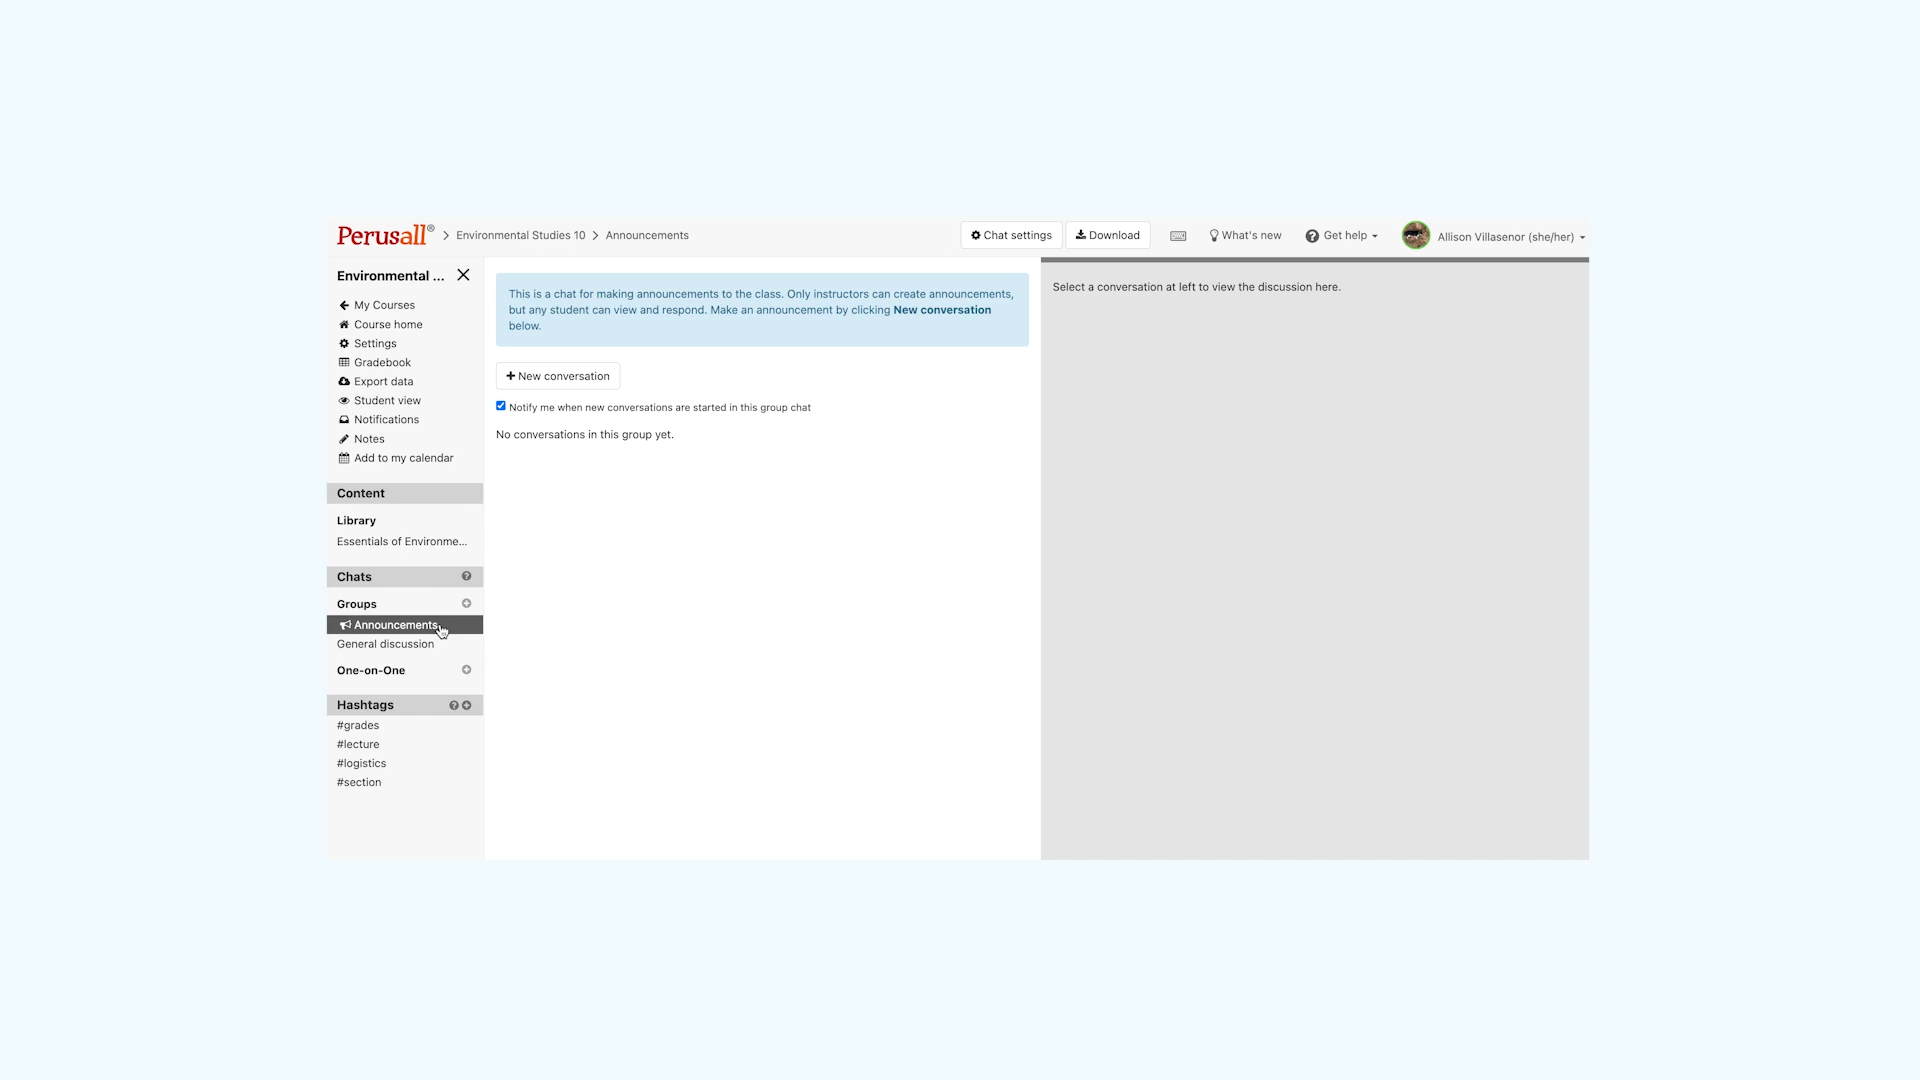 Perusall® > Environmental Studies 10 > Announcements
Chat settings
Download
What's new
Get help
Allison Villasenor (she/her)
Environmental ...
My Courses
Course home
Settings
Gradebook
Export data
Student view
Notifications
Notes
Add to my calendar
Content
Library
Essentials of Environme...
Chats
Groups
Announcements
General discussion
One-on-One
Hashtags
#grades
#lecture
#logistics
#section
This is a chat for making announcements to the class. Only instructors can create announcements,
but any student can view and respond. Make an announcement by clicking New conversation
below.
New conversation
Notify me when new conversations are started in this group chat
No conversations in this group yet.
Select a conversation at left to view the discussion here.